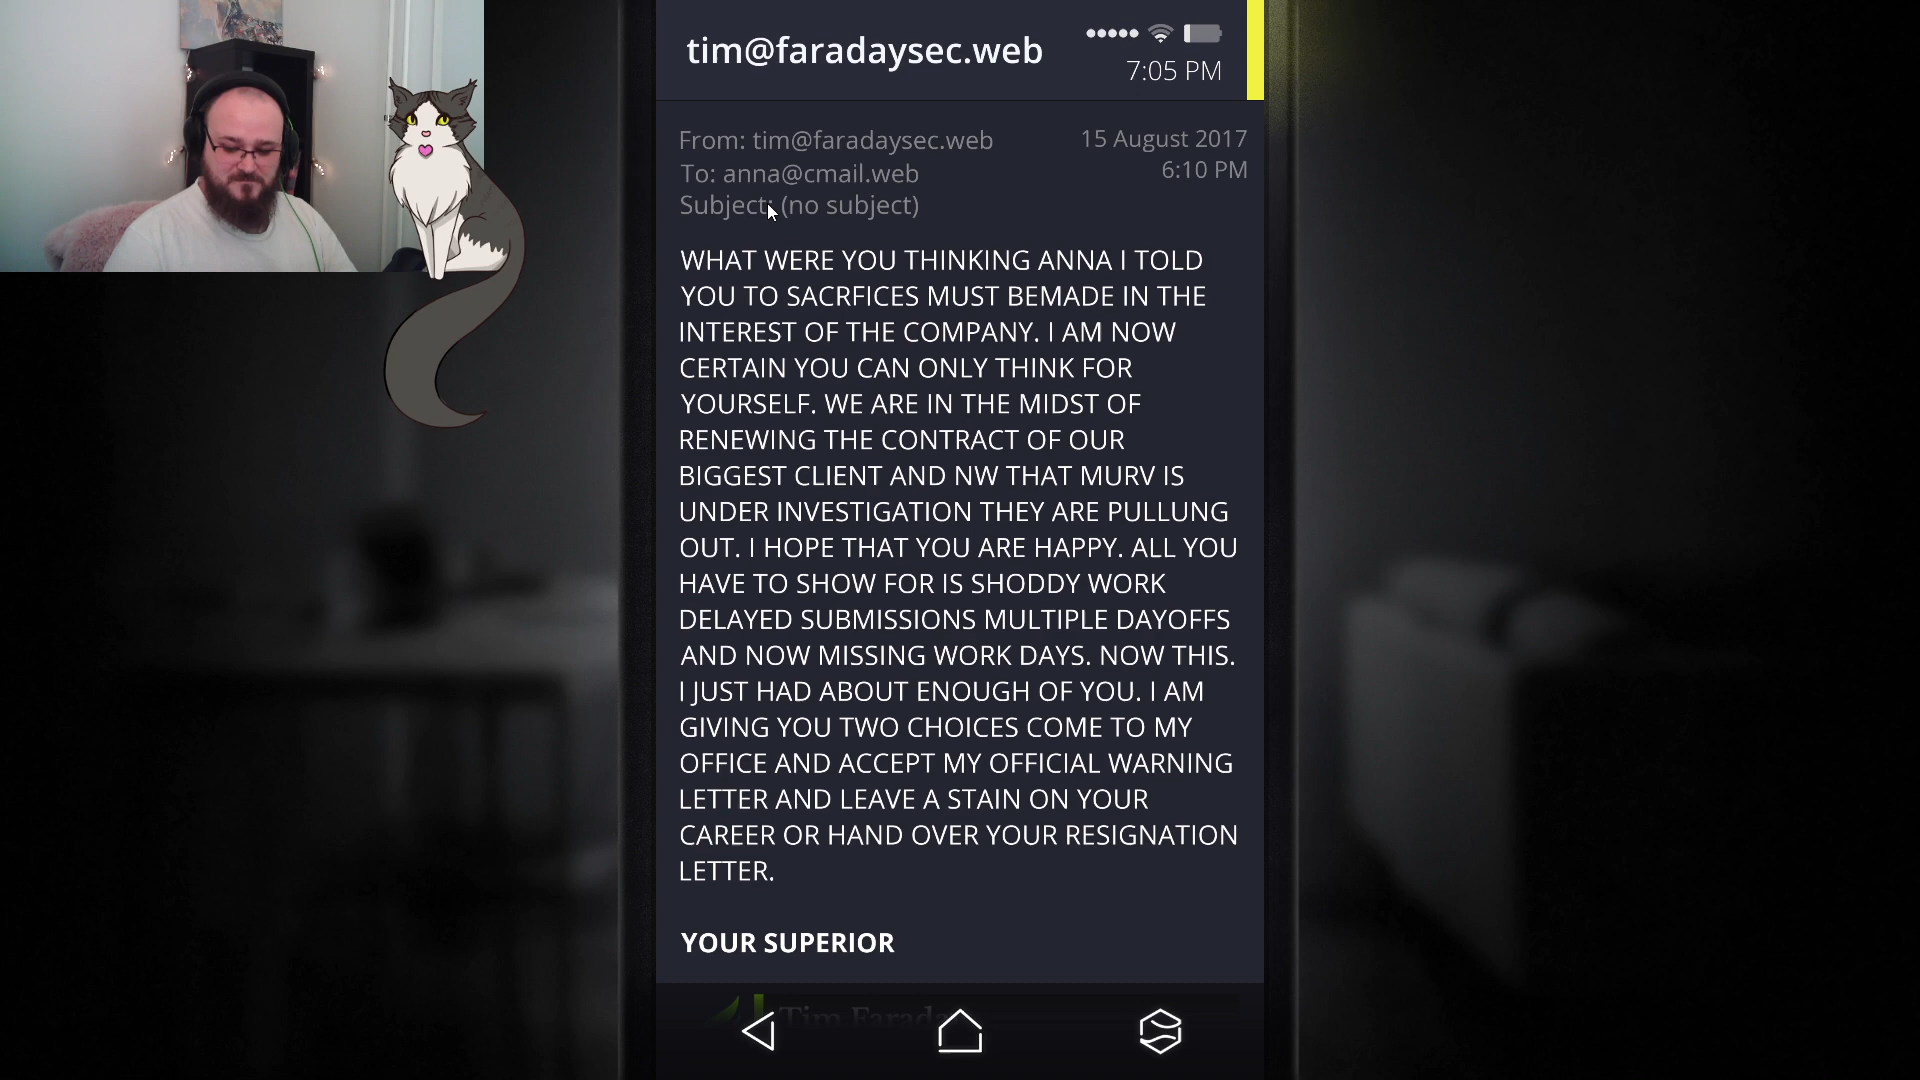 tim@faradaysec.web
7:05 PM
From: tim@faradaysec.web
15 August 2017
To: anna@cmail.web
6:10 PM
Subject: (no subject)
WHAT WERE YOU THINKING ANNA I TOLD
YOU TO SACRFICES MUST BEMADE IN THE
INTEREST OF THE COMPANY. I AM NOW
CERTAIN YOU CAN ONLY THINK FOR
YOURSELF. WE ARE IN THE MIDST OF
RENEWING THE CONTRACT OF OUR
BIGGEST CLIENT AND NW THAT MURV IS
UNDER INVESTIGATION THEY ARE PULLUNG
OUT. I HOPE THAT YOU ARE HAPPY. ALL YOU
HAVE TO SHOW FOR IS SHODDY WORK
DELAYED SUBMISSIONS MULTIPLE DAYOFFS
AND NOW MISSING WORK DAYS. NOW THIS.
I JUST HAD ABOUT ENOUGH OF YOU. I AM
GIVING YOU TWO CHOICES COME TO MY
OFFICE AND ACCEPT MY OFFICIAL WARNING
LETTER AND LEAVE A STAIN ON YOUR
CAREER OR HAND OVER YOUR RESIGNATION
LETTER.
YOUR SUPERIOR
Tim